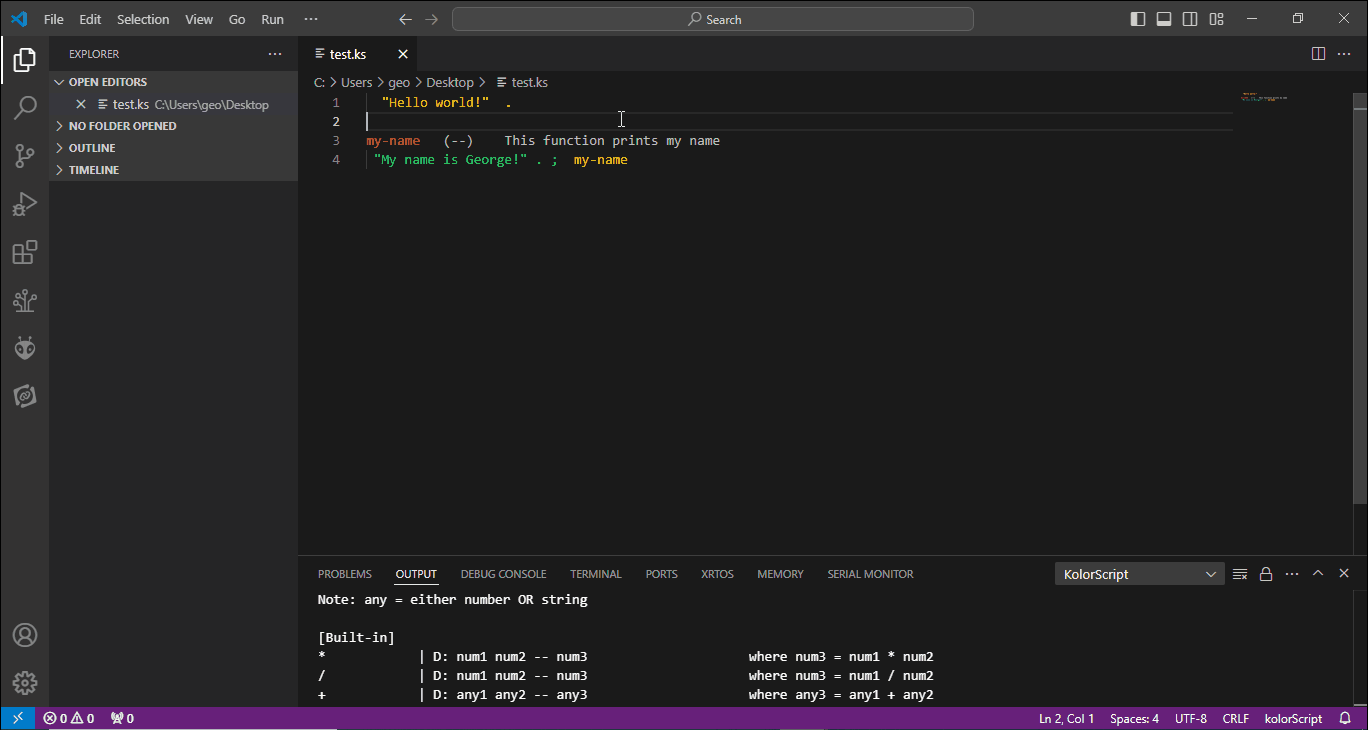 File Edit Selection View Go Run ··· Search
EXPLORER ···
OPEN EDITORS
test.ks C:\Users\geo\Desktop
NO FOLDER OPENED
OUTLINE
TIMELINE
test.ks
C: > Users > geo > Desktop > test.ks
1 "Hello world!" .
2
3 my-name (--) This function prints my name
4 "My name is George!" . ; my-name
PROBLEMS OUTPUT DEBUG CONSOLE TERMINAL PORTS XRTOS MEMORY SERIAL MONITOR KolorScript
Note: any = either number OR string
[Built-in]
* | D: num1 num2 -- num3 where num3 = num1 * num2
/ | D: num1 num2 -- num3 where num3 = num1 / num2
+ | D: any1 any2 -- any3 where any3 = any1 + any2
0 0 0 Ln 2, Col 1 Spaces: 4 UTF-8 CRLF kolorScript